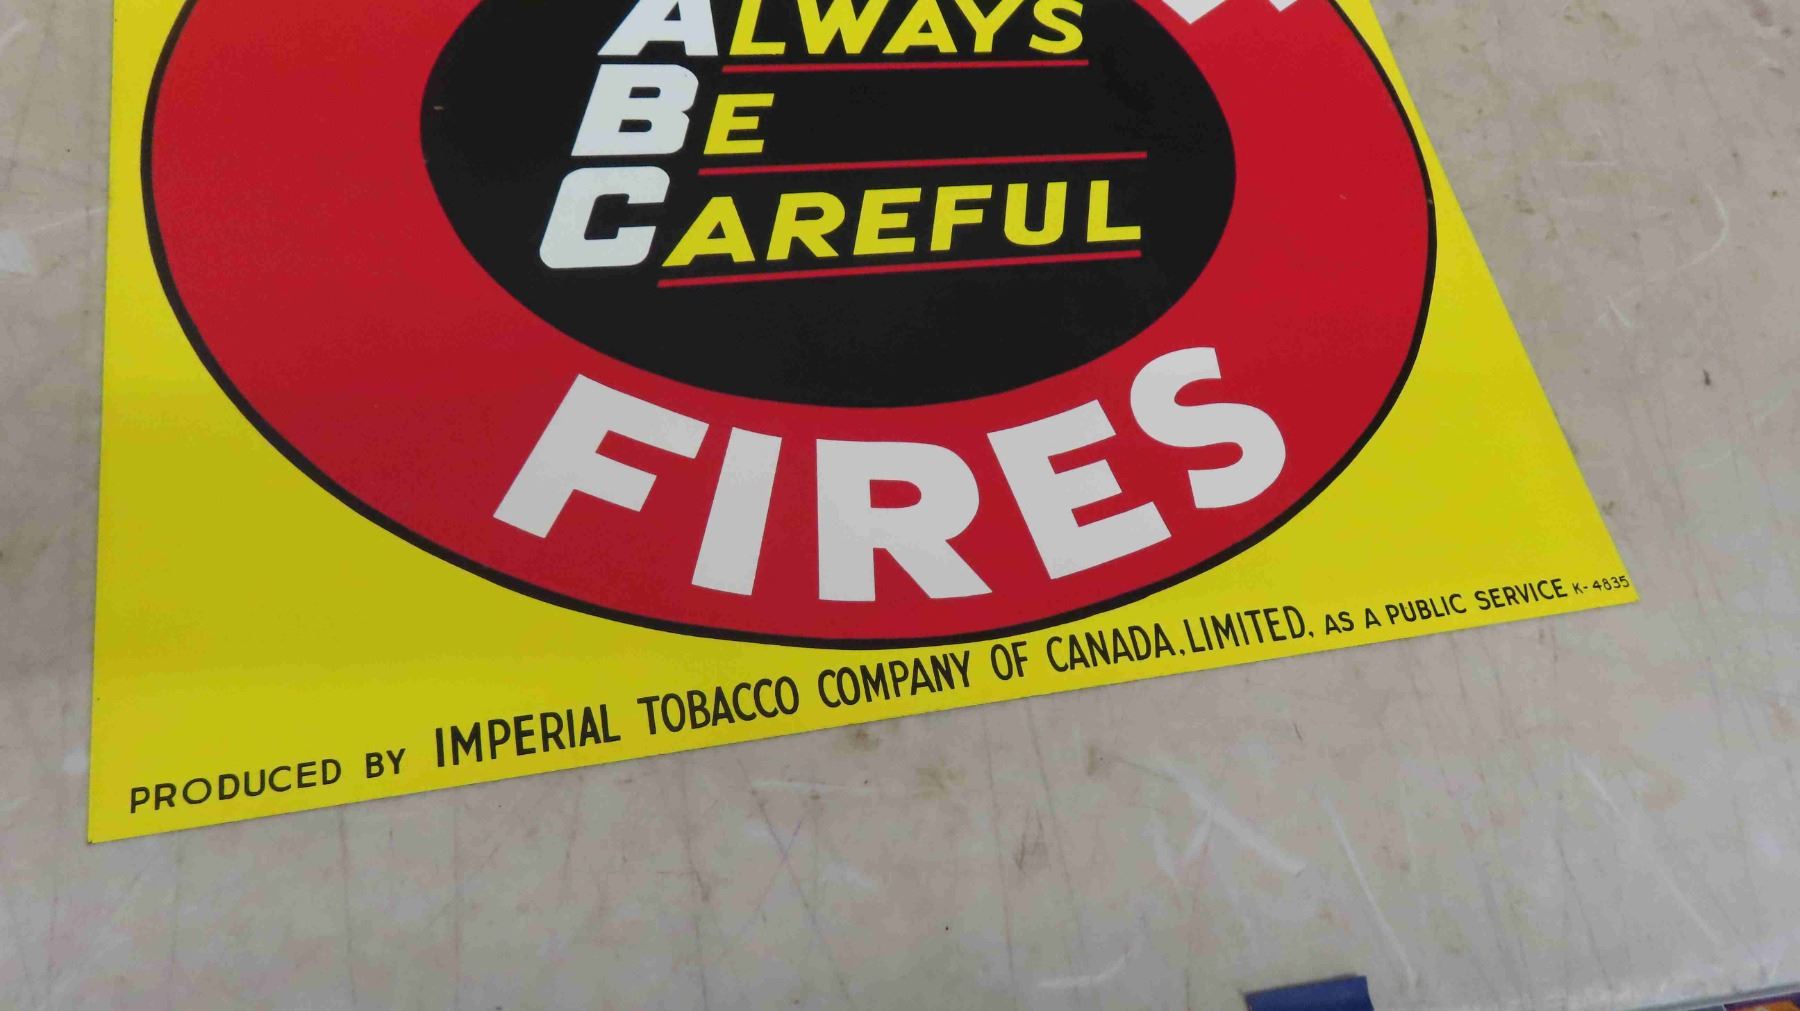 ALWAYS
BE
CAREFUL
FIRES
PRODUCED BY IMPERIAL TOBACCO COMPANY OF CANADA, LIMITED, AS A PUBLIC SERVICE K-4835